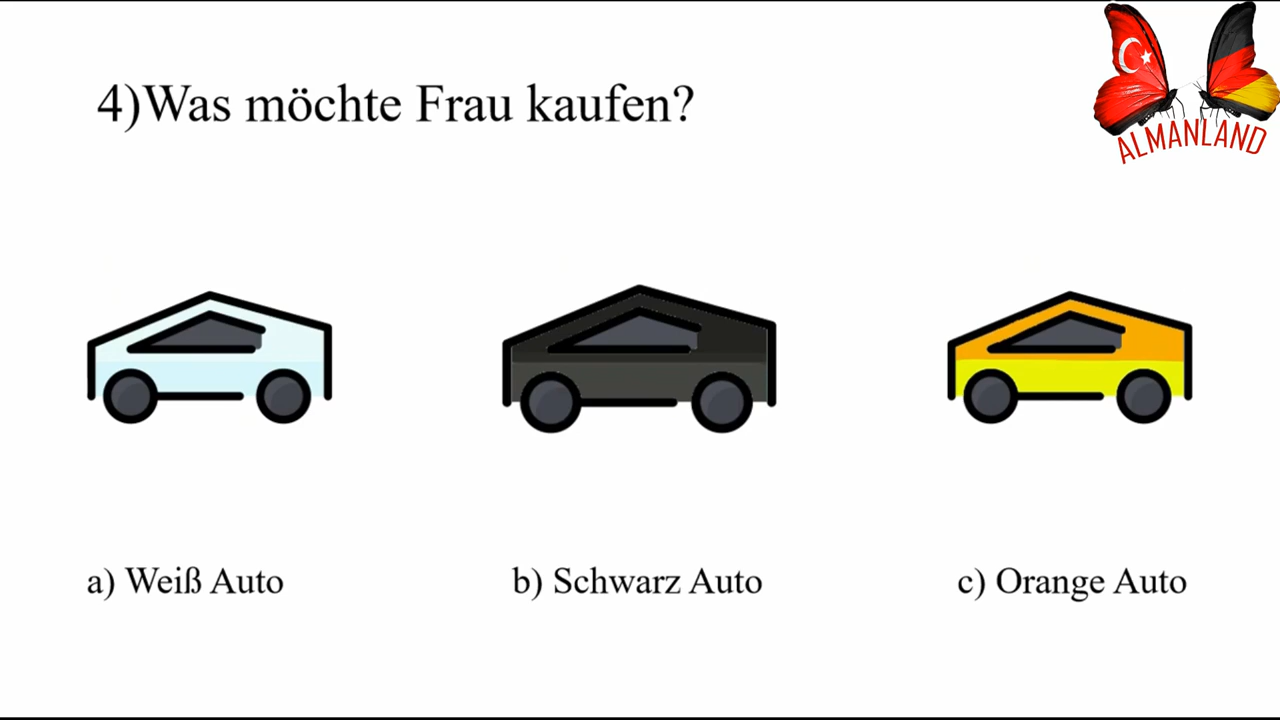 4)Was möchte Frau kaufen?
ALMANLAND
a) Weiß Auto
b) Schwarz Auto
c) Orange Auto